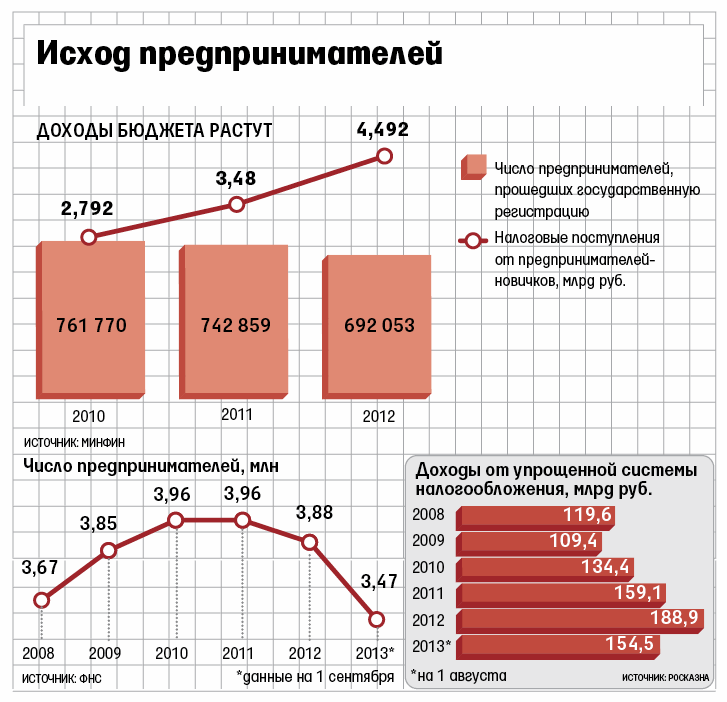 Исход предпринимателей
ДОХОДЫ БЮДЖЕТА РАСТУТ
4,492
3,48
2,792
Число предпринимателей,
прошедших государственную
регистрацию
Налоговые поступления
от предпринимателей-
новичков, млрд руб.
761 770
742 859
692 053
2010
2011
2012
ИСТОЧНИК: МИНФИН
Число предпринимателей, млн
3,67
3,85
3,96
3,96
3,88
3,47
2008
2009
2010
2011
2012
2013*
ИСТОЧНИК: ФНС
*данные на 1 сентября
Доходы от упрощенной системы
налогообложения, млрд руб.
2008 119,6
2009 109,4
2010 134,4
2011 159,1
2012 188,9
2013* 154,5
*на 1 августа
ИСТОЧНИК: РОСКАЗНА